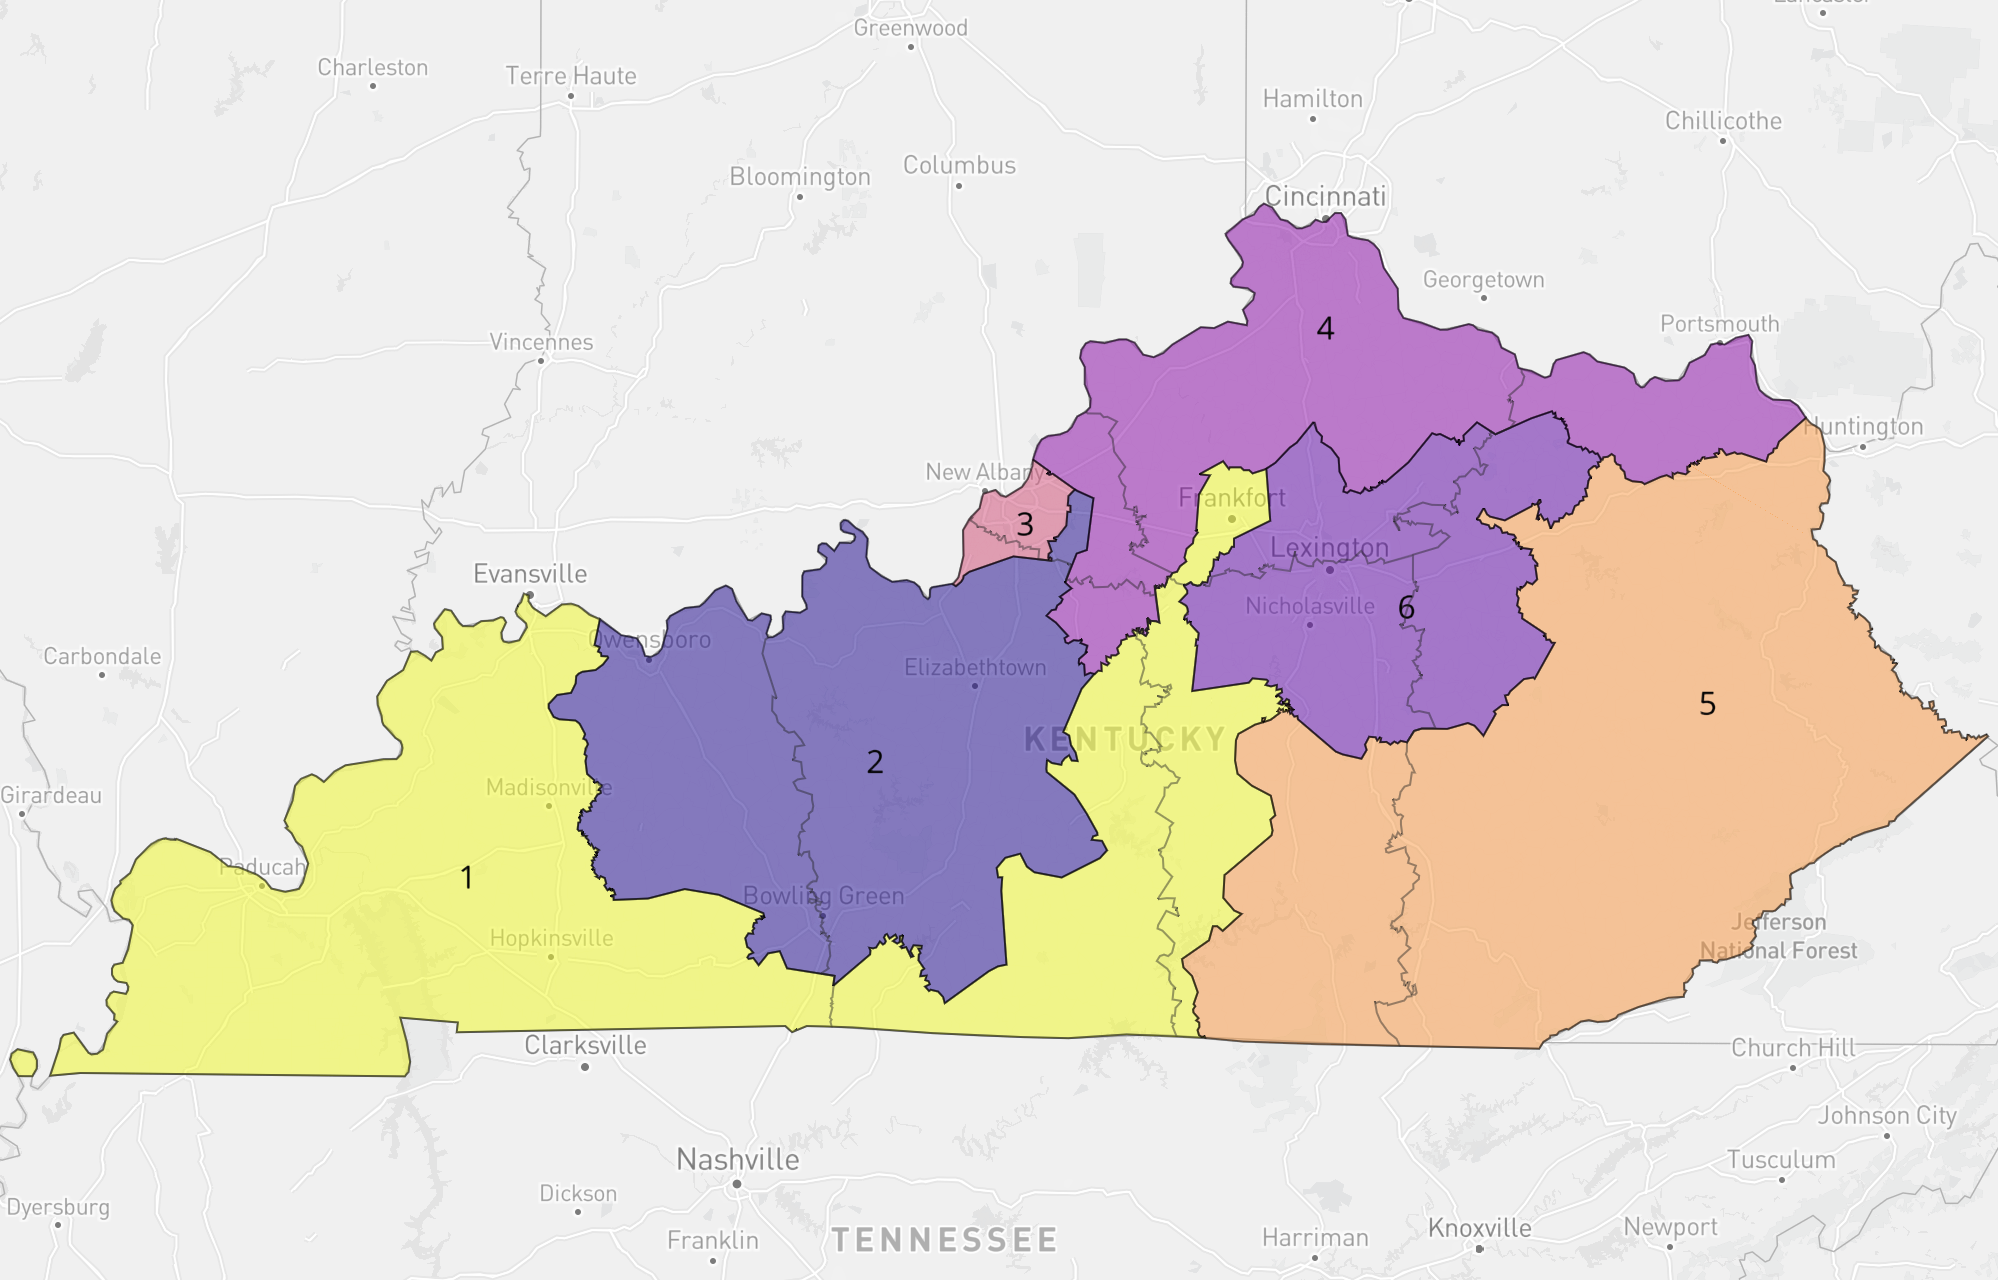 Lancaster
Greenwood
Charleston
Terre Haute
Hamilton
Chillicothe
Columbus
Bloomington
Cincinnati
Georgetown
Portsmouth
4
Vincennes
Huntington
New Albany
Frankfort
3
Lexington
Evansville
Nicholasville
6
Owensboro
Carbondale
Elizabethtown
5
KENTUCKY
2
Girardeau
Madisonville
Paducah
1
Bowling Green
Jefferson
National Forest
Hopkinsville
Clarksville
Church Hill
Johnson City
Nashville
Tusculum
Dickson
Dyersburg
Knoxville
Newport
Franklin
TENNESSEE
Harriman